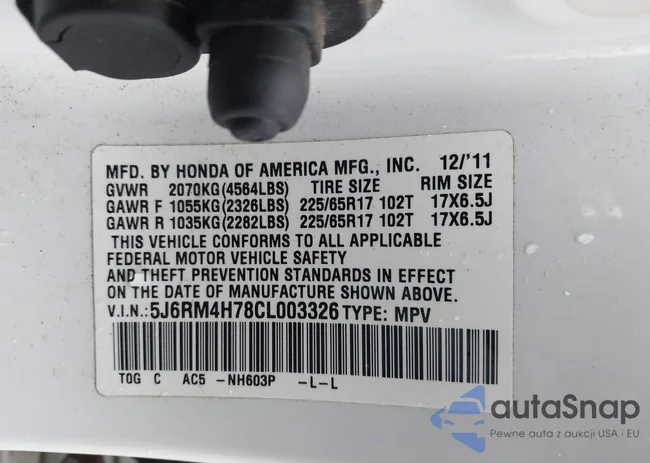 MFD. BY HONDA OF AMERICA MFG., INC. 12/'11
GVWR 2070KG(4564LBS) TIRE SIZE RIM SIZE
GAWR F 1055KG(2326LBS) 225/65R17 102T 17X6.5J
GAWR R 1035KG(2282LBS) 225/65R17 102T 17X6.5J
THIS VEHICLE CONFORMS TO ALL APPLICABLE
FEDERAL MOTOR VEHICLE SAFETY
AND THEFT PREVENTION STANDARDS IN EFFECT
ON THE DATE OF MANUFACTURE SHOWN ABOVE.
V.I.N.:5J6RM4H78CL003326 TYPE: MPV
TOG C AC5 -NH603P -L-L
autaSnap
Pewne auta z aukcji USA i EU